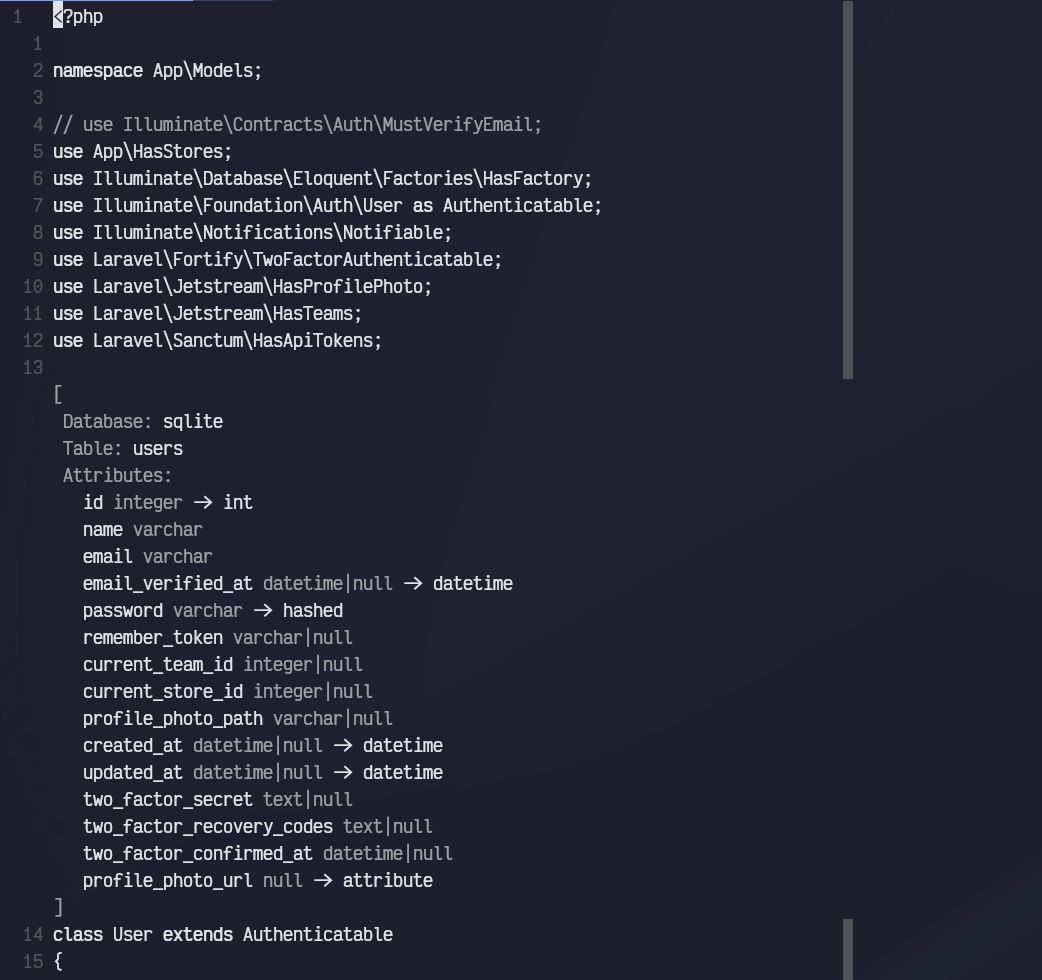 1 <?php
1
2 namespace App\Models;
3
4 // use Illuminate\Contracts\Auth\MustVerifyEmail;
5 use App\HasStores;
6 use Illuminate\Database\Eloquent\Factories\HasFactory;
7 use Illuminate\Foundation\Auth\User as Authenticatable;
8 use Illuminate\Notifications\Notifiable;
9 use Laravel\Fortify\TwoFactorAuthenticatable;
10 use Laravel\Jetstream\HasProfilePhoto;
11 use Laravel\Jetstream\HasTeams;
12 use Laravel\Sanctum\HasApiTokens;
13
[
Database: sqlite
Table: users
Attributes:
id integer → int
name varchar
email varchar
email_verified_at datetime|null → datetime
password varchar → hashed
remember_token varchar|null
current_team_id integer|null
current_store_id integer|null
profile_photo_path varchar|null
created_at datetime|null → datetime
updated_at datetime|null → datetime
two_factor_secret text|null
two_factor_recovery_codes text|null
two_factor_confirmed_at datetime|null
profile_photo_url null → attribute
]
14 class User extends Authenticatable
15 {